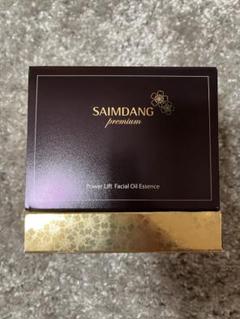 SAIMDANG
premium
Power Lift Facial Oil Essence